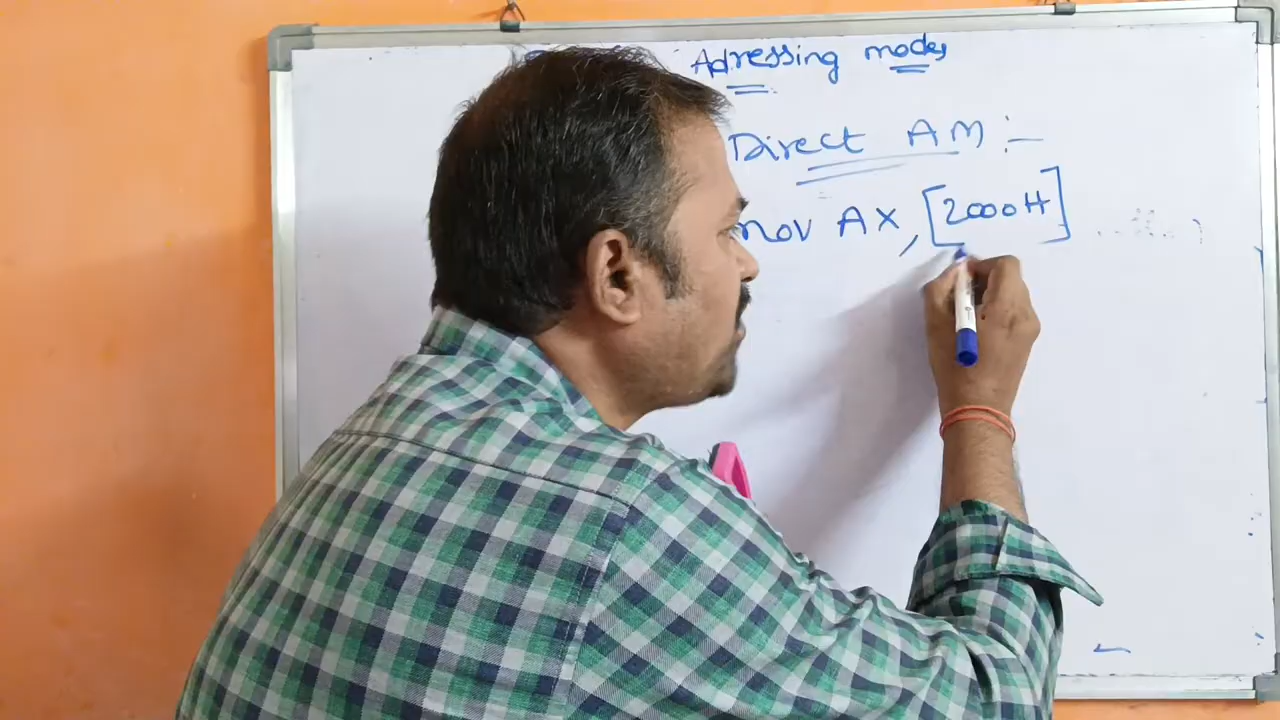 Adressing modes
Direct AM :-
mov AX, [2000H]